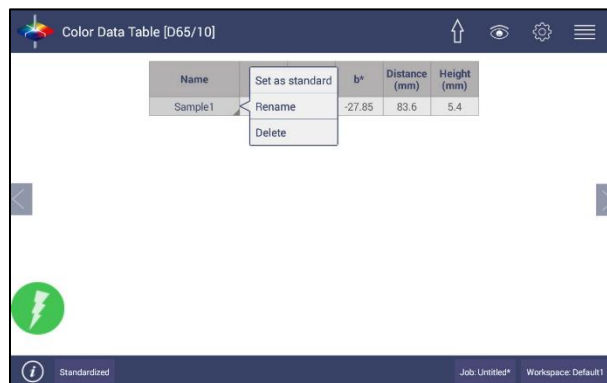 Color Data Table [D65/10]
Name b* Distance (mm) Height (mm)
Sample1 -27.85 83.6 5.4
Set as standard
Rename
Delete
i Standardized Job: Untitled* Workspace: Default1